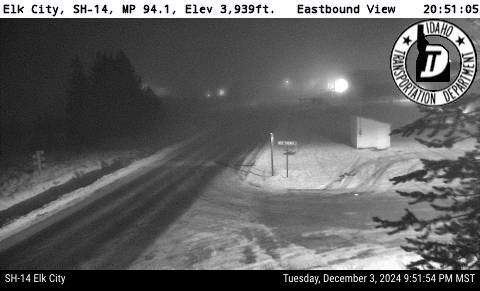 Elk City, SH-14, MP 94.1, Elev 3,939ft. Eastbound View 20:51:05
IDAHO
TRANSPORTATION DEPARTMENT
SH-14 Elk City Tuesday, December 3, 2024 9:51:54 PM MST